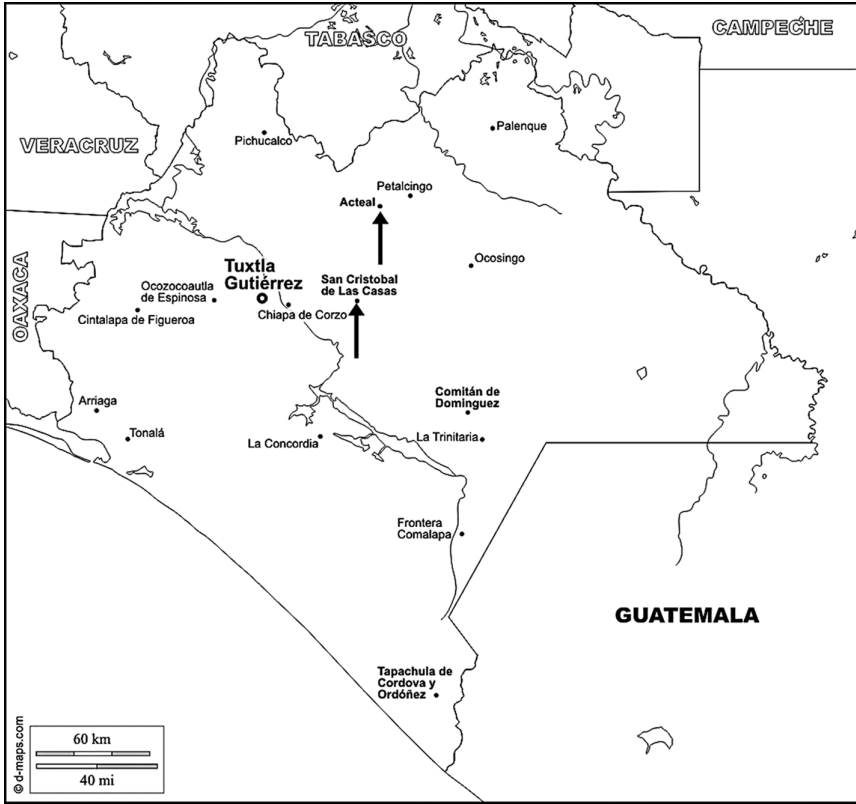 TABASCO
CAMPECHE
VERACRUZ
Pichucalco
Palenque
Petalcingo
Acteal
OAXACA
Ocosingo
Tuxtla
Gutiérrez
San Cristobal
de Las Casas
Ocozocoautla
de Espinosa
Cintalapa de Figueroa
Chiapa de Corzo
Arriaga
Tonalá
Comitán de
Dominguez
La Concordia
La Trinitaria
Frontera
Comalapa
GUATEMALA
Tapachula de
Cordova y
Ordóñez
60 km
40 mi
© d-maps.com